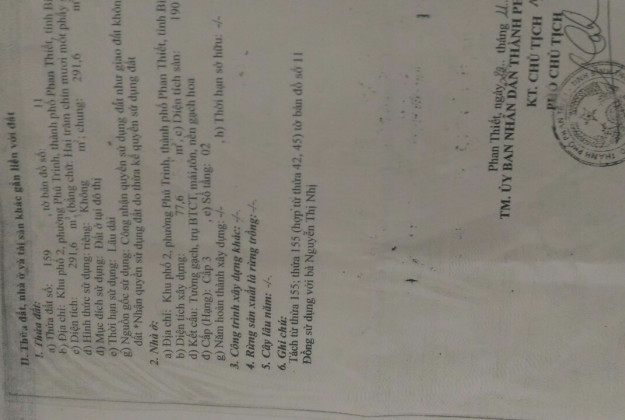 II. Thửa đất, nhà ở và tài sản khác gắn liền với đất
1. Thửa đất:
a) Thửa đất số: 159 , tờ bản đồ số: 11
b) Địa chỉ: Khu phố 2, phường Phú Trinh, thành phố Phan Thiết, tỉnh
c) Diện tích: 291,6 m², (bằng chữ: Hai trăm chín mươi mốt phẩy
d) Hình thức sử dụng: riêng: Không m²; chung: 291,6
đ) Mục đích sử dụng: Đất ở tại đô thị
e) Thời hạn sử dụng: Lâu dài
g) Nguồn gốc sử dụng: Công nhận quyền sử dụng đất như giao đất
đất *Nhận quyền sử dụng đất do thừa kế quyền sử dụng đất
2. Nhà ở:
a) Địa chỉ: Khu phố 2, phường Phú Trinh, thành phố Phan Thiết, tỉnh
b) Diện tích xây dựng: 77,6 m², c) Diện tích sàn: 190
d) Kết cấu: Tường gạch, trụ BTCT, mái tôn, nền gạch hoa
đ) Cấp (Hạng): Cấp 3 , e) Số tầng: 02
g) Năm hoàn thành xây dựng: -/- , h) Thời hạn sở hữu: -/-
3. Công trình xây dựng khác: -/-.
4. Rừng sản xuất là rừng trồng: -/-.
5. Cây lâu năm: -/-.
6. Ghi chú:
Tách từ thửa 155; thửa 155 (hợp từ thửa 42, 45) tờ bản đồ số 11
Đồng sử dụng với bà Nguyễn Thị Nhị
Phan Thiết, ngày tháng
TM. ỦY BAN NHÂN DÂN THÀNH
KT. CHỦ TỊCH
PHÓ CHỦ TỊCH